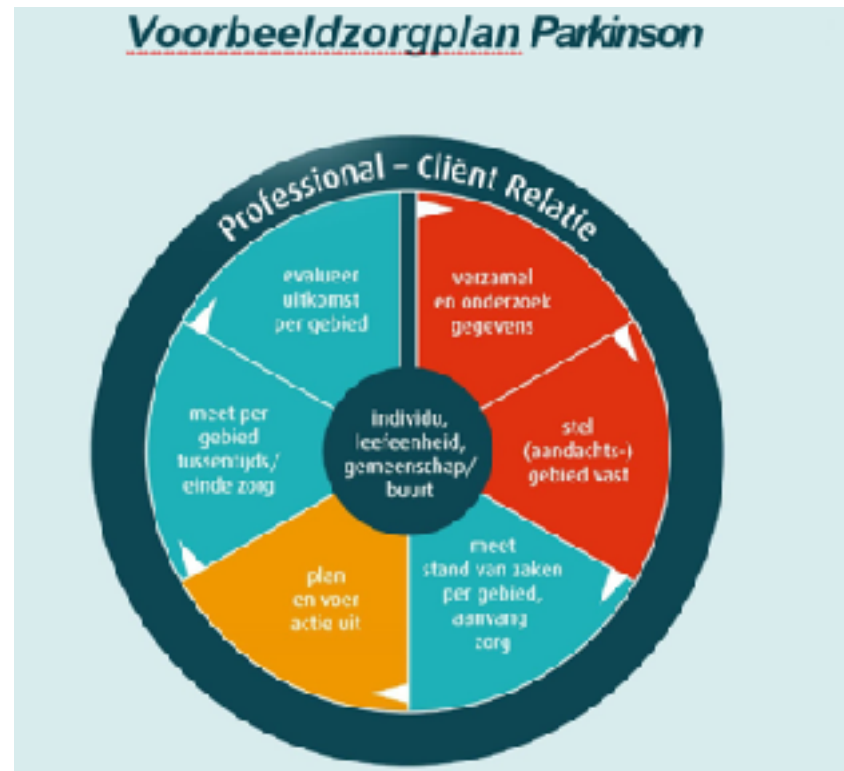 Voorbeeldzorgplan Parkinson
Professional – Cliënt Relatie
verzamel
en onderzoek
gegevens
stel
(aandachts-)
gebied vast
meet
stand van zaken
per gebied,
aanvang
zorg
plan
en voer
actie uit
meet per
gebied
tussentijds/
einde zorg
evalueer
uitkomst
per gebied
individu,
leefeenheid,
gemeenschap/
buurt